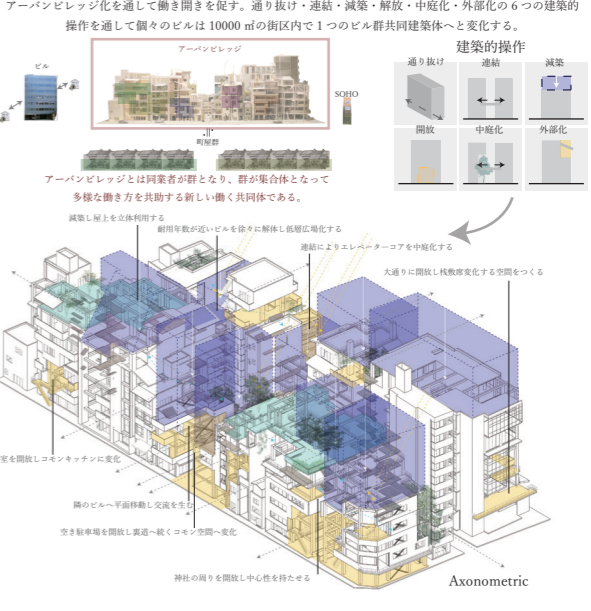 アーバンビレッジ化を通して働き開きを促す。通り抜け・連結・減築・解放・中庭化・外部化の 6 つの建築的
操作を通して個々のビルは 10000 ㎡の街区内で 1 つのビル群共同建築体へと変化する。
ビル
アーバンビレッジ
SOHO
町屋群
アーバンビレッジとは同業者が群となり、群が集合体となって
多様な働き方を共助する新しい働く共同体である。
建築的操作
通り抜け
連結
減築
開放
中庭化
外部化
減築し屋上を立体利用する
耐用年数が近いビルを徐々に解体し低層広場化する
連結によりエレベーターコアを中庭化する
大通りに開放し桟敷席変化する空間をつくる
室を開放しコモンキッチンに変化
隣のビルへ平面移動し交流を生む
空き駐車場を開放し裏道へ続くコモン空間へ変化
神社の周りを開放し中心性を持たせる
Axonometric